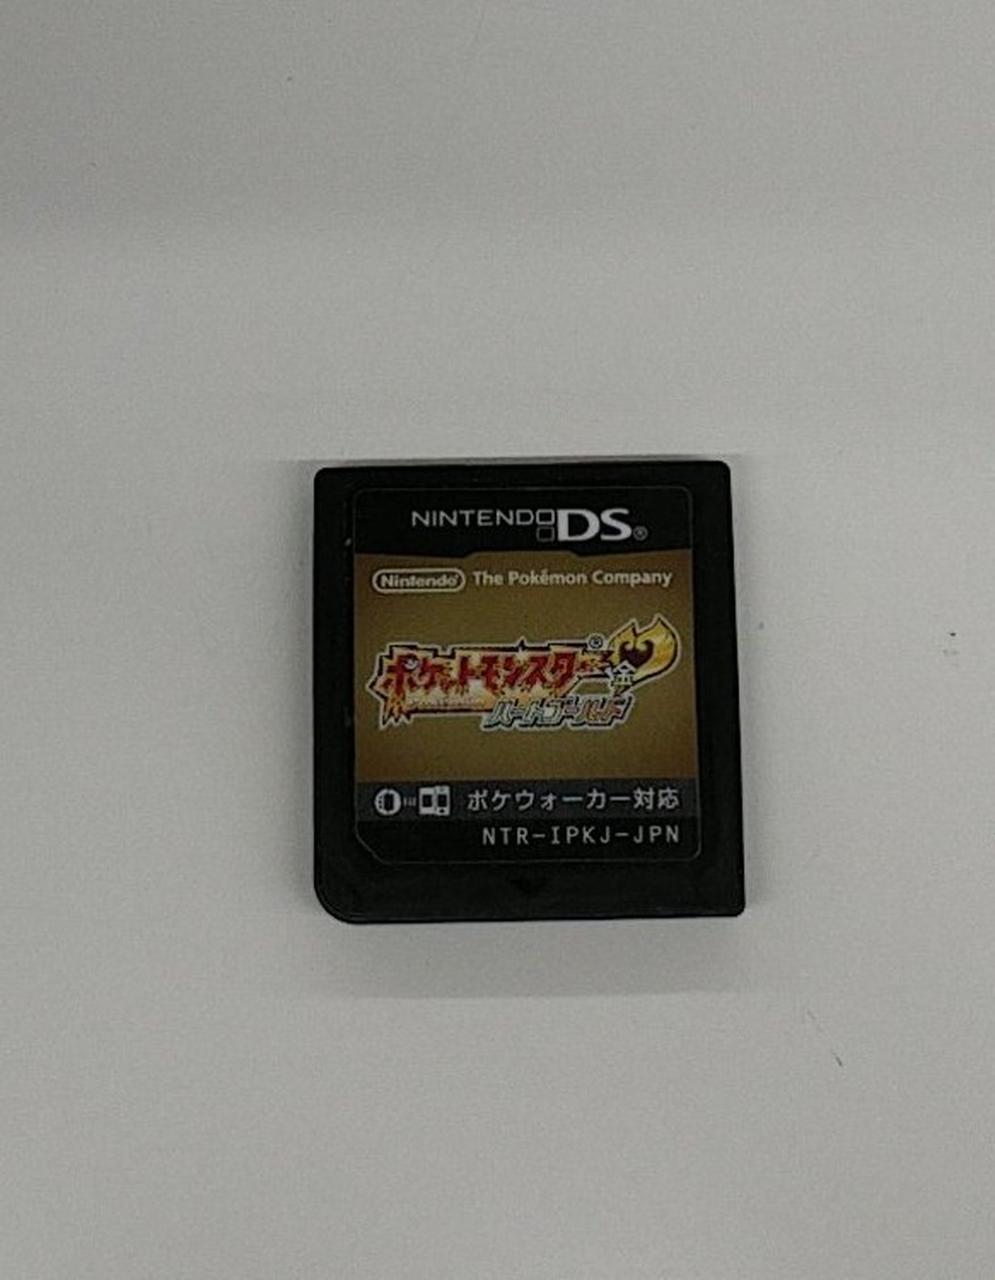 NINTENDO DS®
Nintendo® The Pokémon Company
ポケットモンスター®
金
ハートゴールド
ポケウォーカー対応
NTR-IPKJ-JPN